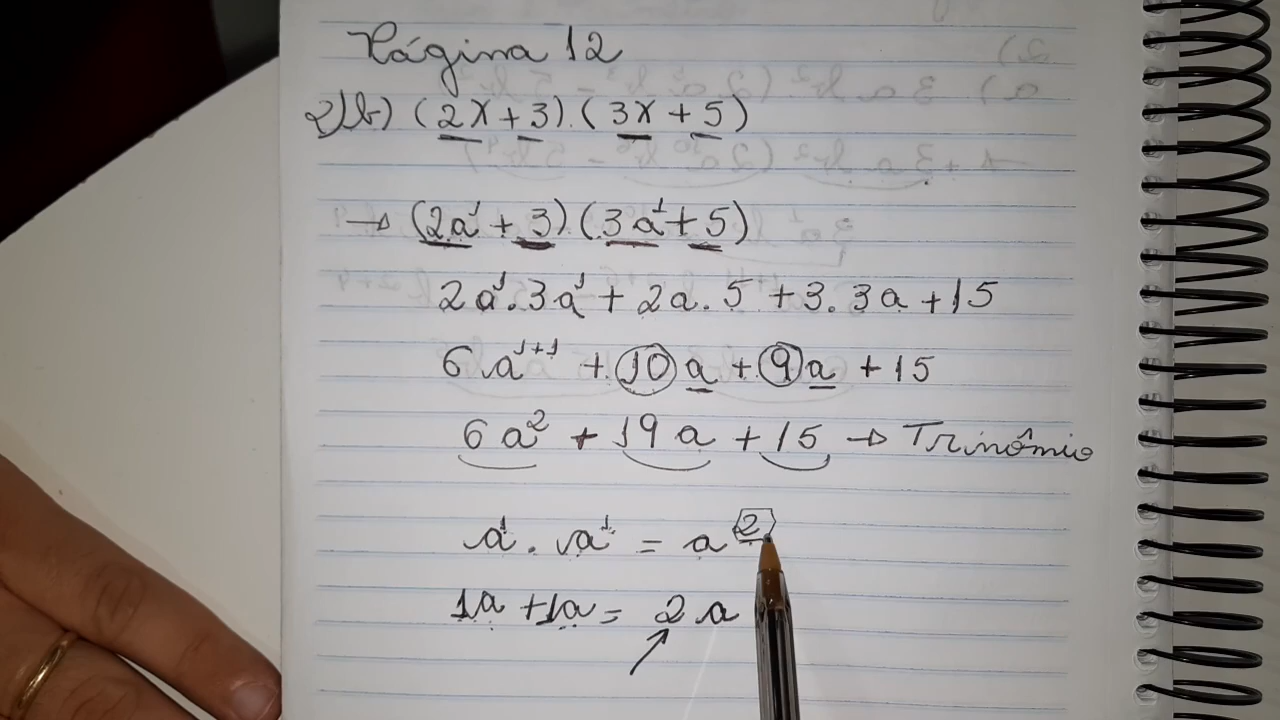 Página 12
2)b) (2x+3).(3x+5)
→ (2a¹+3).(3a¹+5)
2a¹.3a¹+2a.5+3.3a+15
6a¹⁺¹+10a+9a+15
6a²+19a+15→Trinômio
a¹.a¹=a²
1a+1a=2a